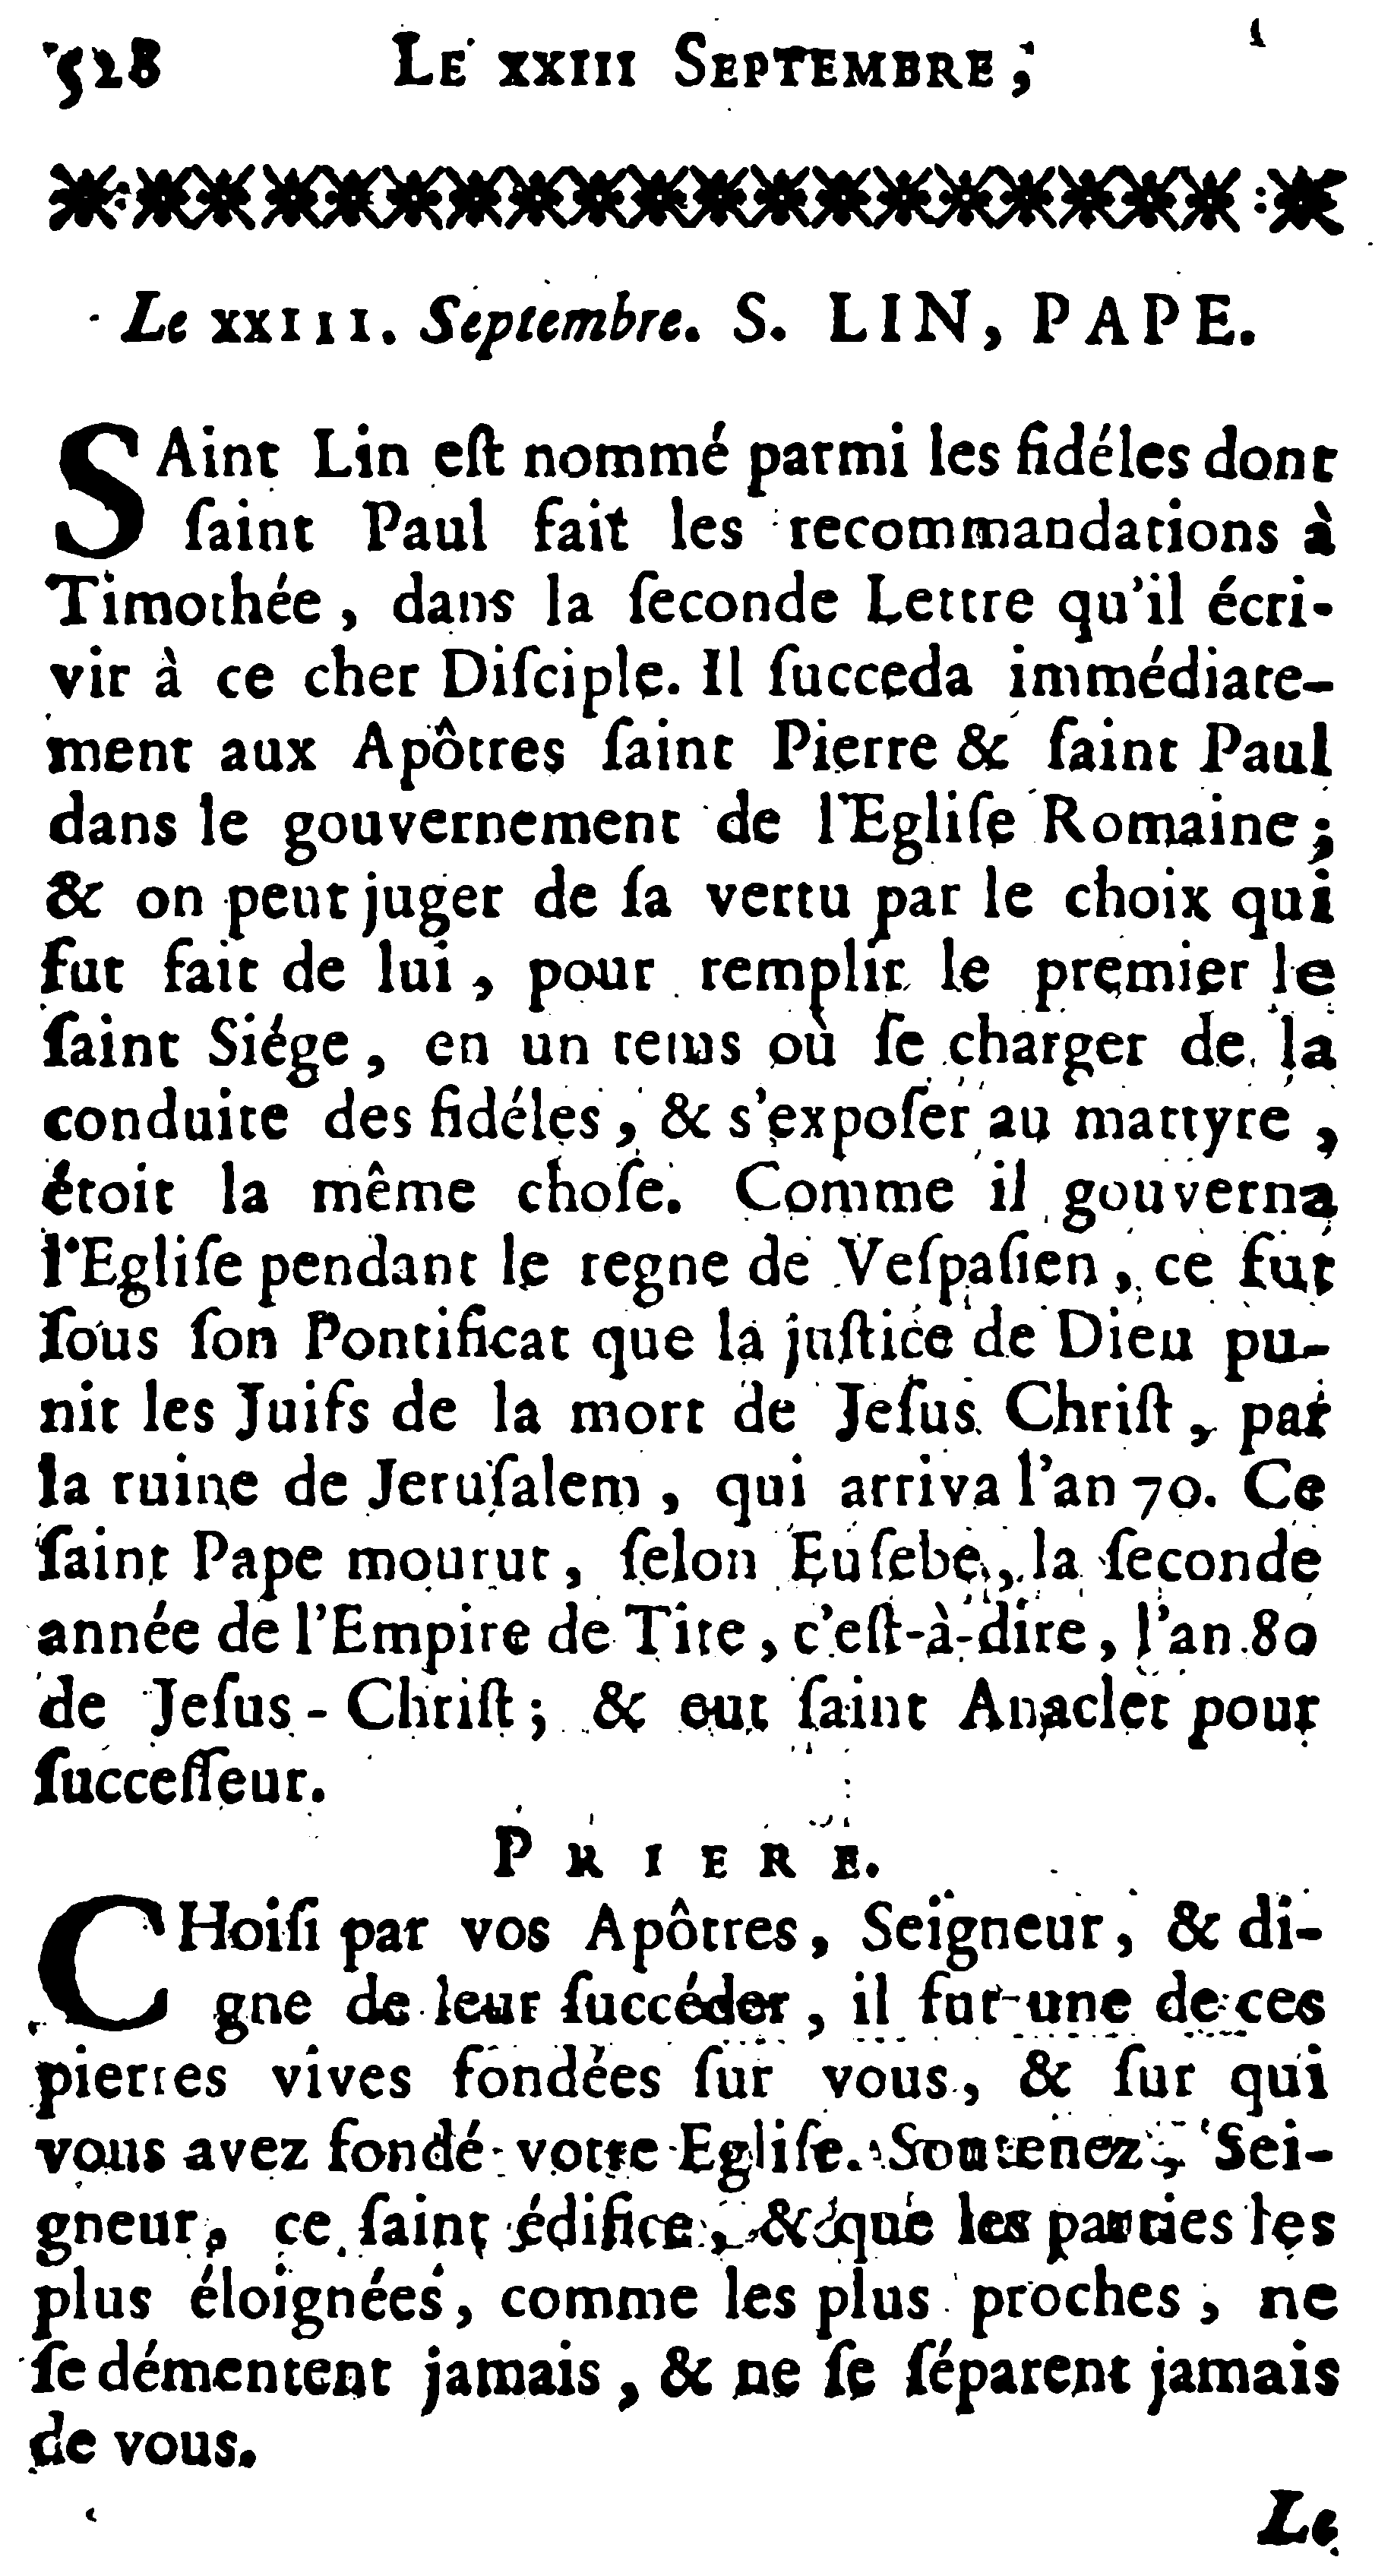 528 LE XXIII SEPTEMBRE;
Le XXIII. Septembre. S. LIN, PAPE.
SAint Lin eſt nommé parmi les fidéles dont
ſaint Paul fait les recommandations à
Timothée, dans la ſeconde Lettre qu'il écri-
vit à ce cher Diſciple. Il ſucceda immédiate-
ment aux Apôtres ſaint Pierre & ſaint Paul
dans le gouvernement de l'Egliſe Romaine;
& on peut juger de ſa vertu par le choix qui
fut fait de lui, pour remplir le premier le
ſaint Siége, en un tems où ſe charger de la
conduite des fidéles, & s'expoſer au martyre,
étoit la même choſe. Comme il gouverna
l'Egliſe pendant le regne de Veſpaſien, ce fut
ſous ſon Pontificat que la juſtice de Dieu pu-
nit les Juifs de la mort de Jeſus Chriſt, par
la ruine de Jeruſalem, qui arriva l'an 70. Ce
ſaint Pape mourut, ſelon Euſebe, la ſeconde
année de l'Empire de Tite, c'eſt-à-dire, l'an 80
de Jeſus-Chriſt; & eut ſaint Anaclet pour
ſucceſſeur.
PRIERE.
CHoiſi par vos Apôtres, Seigneur, & di-
gne de leur ſuccéder, il fut une de ces
pierres vives fondées ſur vous, & ſur qui
vous avez fondé votre Egliſe. Soutenez, Sei-
gneur, ce ſaint édifice, & que les parties les
plus éloignées, comme les plus proches, ne
ſe démentent jamais, & ne ſe ſéparent jamais
de vous.
Le